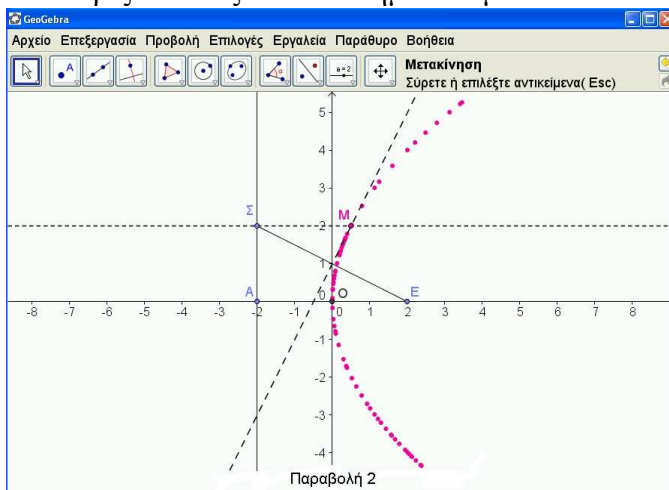 GeoGebra
Αρχείο Επεξεργασία Προβολή Επιλογές Εργαλεία Παράθυρο Βοήθεια
A a=2 Μετακίνηση
Σύρετε ή επιλέξτε αντικείμενα( Esc)
5
4
3
Σ 2 Μ
1
Α 0 Ο Ε
-8 -7 -6 -5 -4 -3 -2 -1 0 1 2 3 4 5 6 7 8
-1
-2
-3
-4
Παραβολή 2